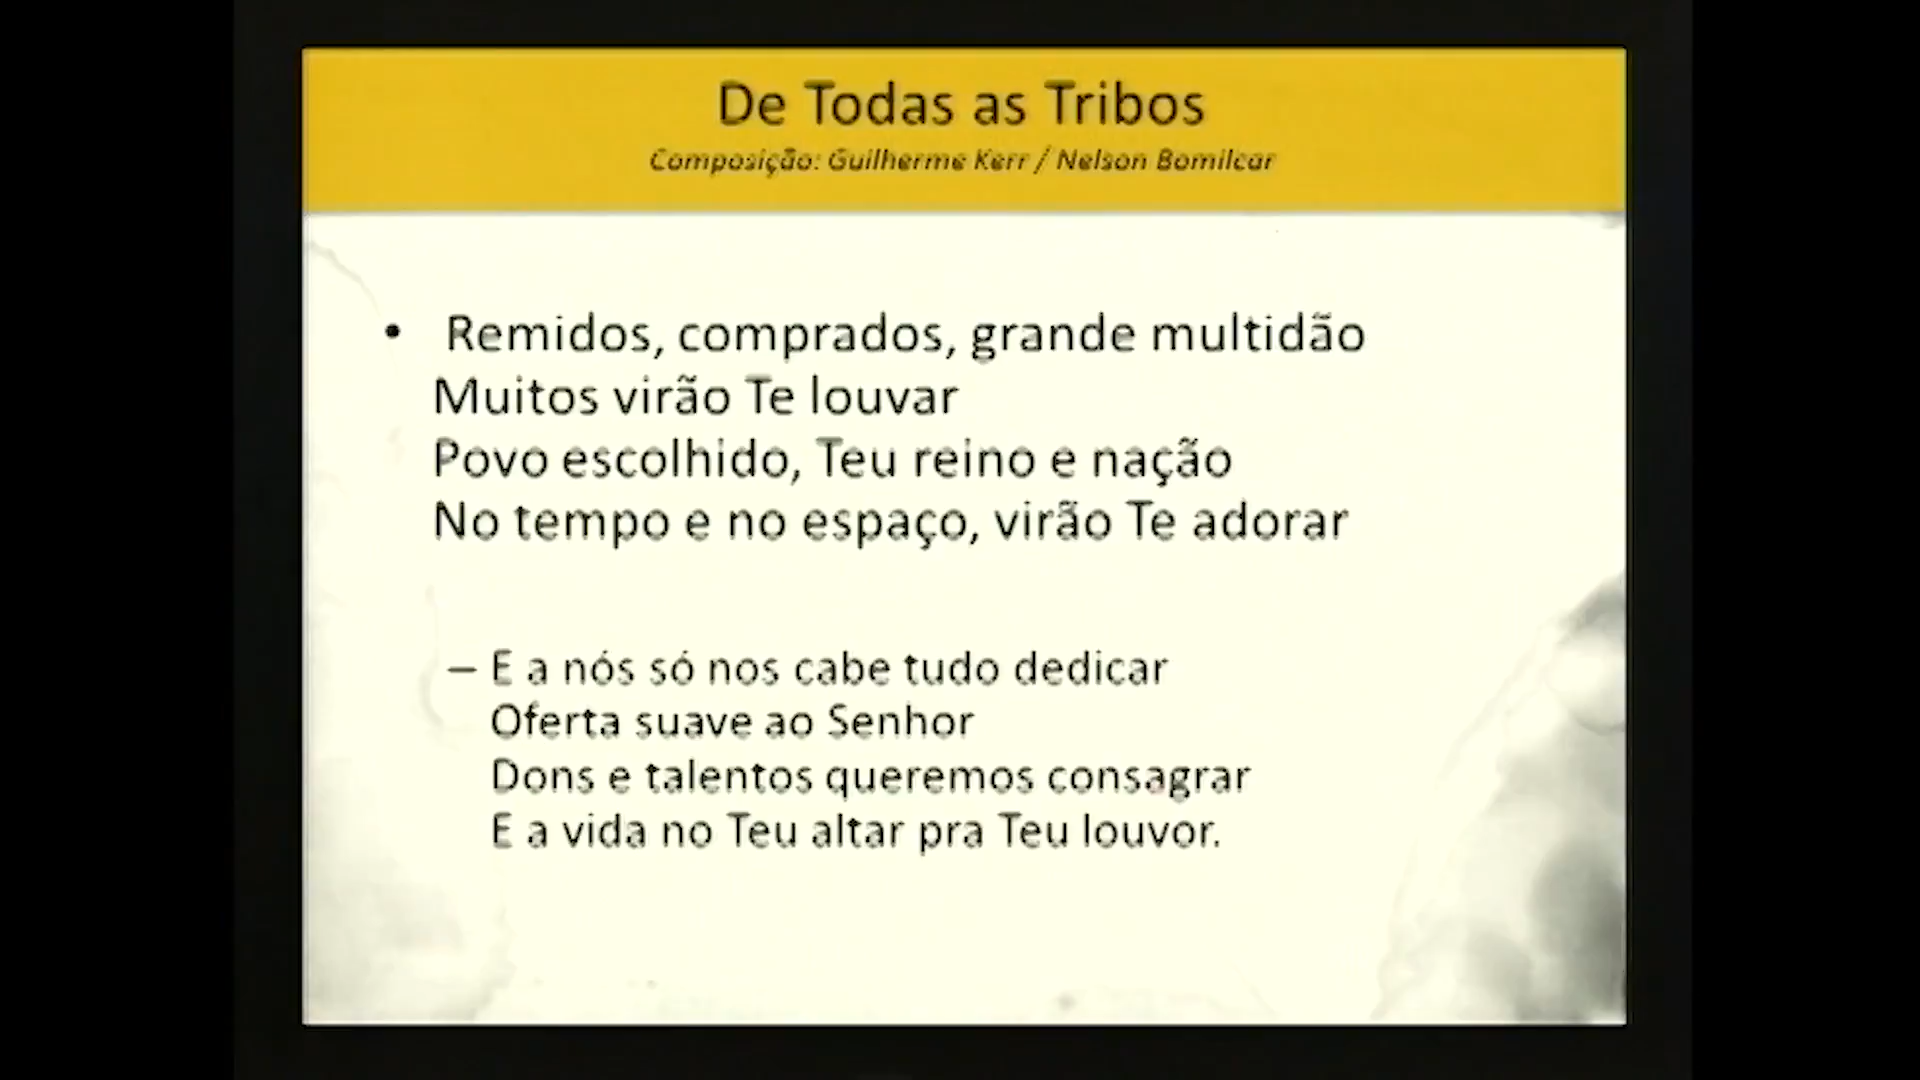 De Todas as Tribos
Composição: Guilherme Kerr / Nelson Bomilcar
• Remidos, comprados, grande multidão
Muitos virão Te louvar
Povo escolhido, Teu reino e nação
No tempo e no espaço, virão Te adorar
– E a nós só nos cabe tudo dedicar
Oferta suave ao Senhor
Dons e talentos queremos consagrar
E a vida no Teu altar pra Teu louvor.